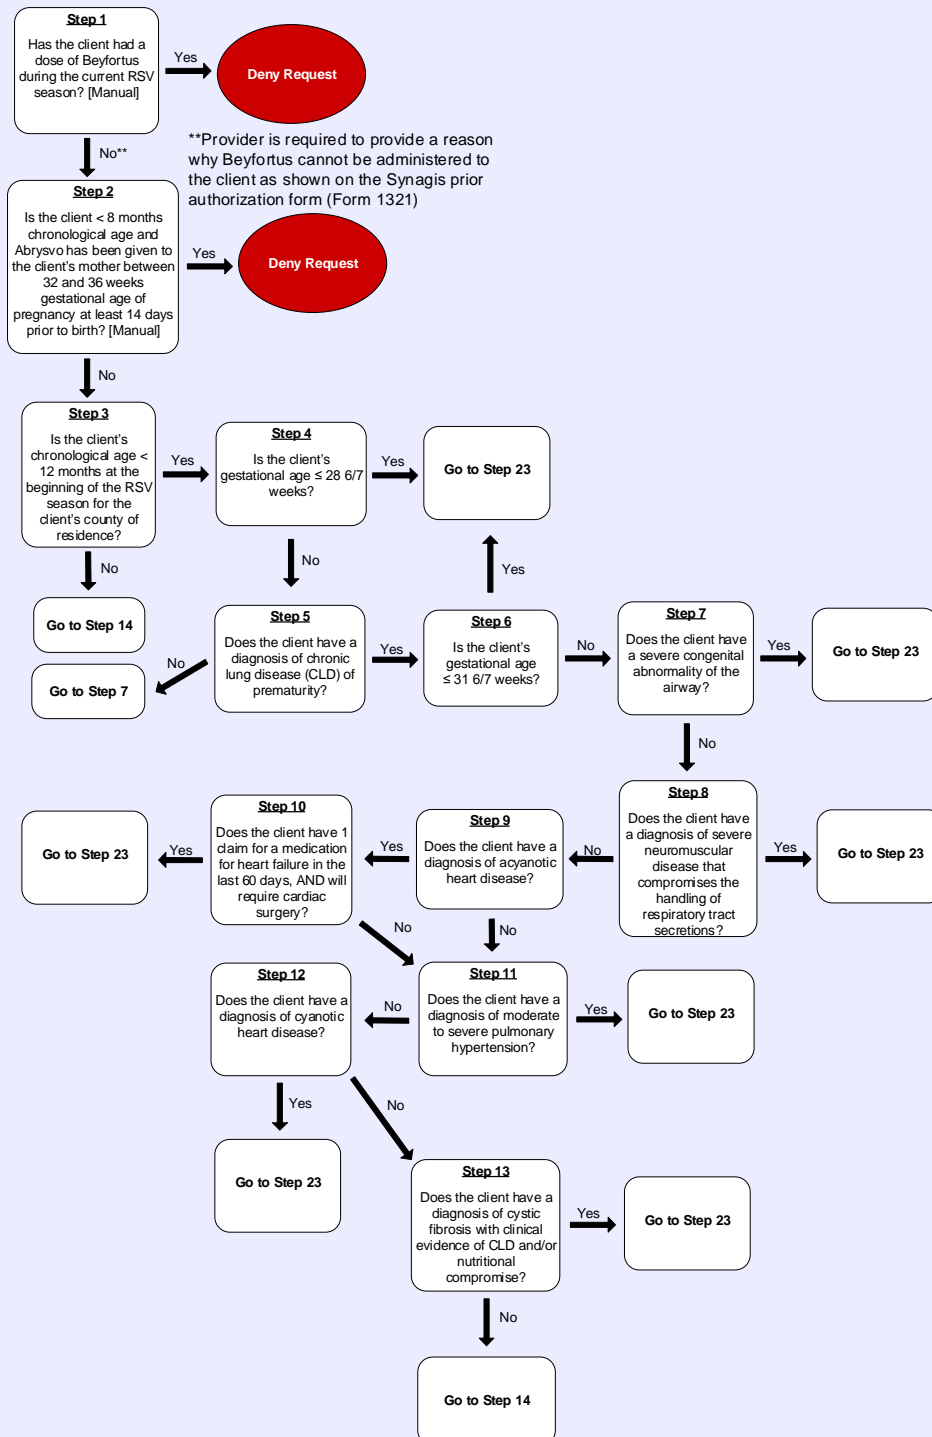 Step 1
Has the client had a
dose of Beyfortus
during the current RSV
season? [Manual]
Yes
Deny Request
No**
**Provider is required to provide a reason
why Beyfortus cannot be administered to
the client as shown on the Synagis prior
authorization form (Form 1321)
Step 2
Is the client < 8 months
chronological age and
Abrysvo has been given to
the client's mother between
32 and 36 weeks
gestational age of
pregnancy at least 14 days
prior to birth? [Manual]
Yes
Deny Request
No
Step 3
Is the client's
chronological age <
12 months at the
beginning of the RSV
season for the
client's county of
residence?
Yes
Step 4
Is the client's
gestational age ≤ 28 6/7
weeks?
Yes
Go to Step 23
No
Go to Step 14
No
Yes
Step 5
Does the client have a
diagnosis of chronic
lung disease (CLD) of
prematurity?
No
Go to Step 7
Yes
Step 6
Is the client's
gestational age
≤ 31 6/7 weeks?
No
Step 7
Does the client have
a severe congenital
abnormality of the
airway?
Yes
Go to Step 23
No
Step 8
Does the client have
a diagnosis of severe
neuromuscular
disease that
compromises the
handling of
respiratory tract
secretions?
Yes
Go to Step 23
No
Step 9
Does the client have a
diagnosis of acyanotic
heart disease?
Yes
Step 10
Does the client have 1
claim for a medication
for heart failure in the
last 60 days, AND will
require cardiac
surgery?
Yes
Go to Step 23
No
No
Step 11
Does the client have a
diagnosis of moderate
to severe pulmonary
hypertension?
Yes
Go to Step 23
No
Step 12
Does the client have a
diagnosis of cyanotic
heart disease?
Yes
Go to Step 23
No
Step 13
Does the client have a
diagnosis of cystic
fibrosis with clinical
evidence of CLD and/or
nutritional
compromise?
Yes
Go to Step 23
No
Go to Step 14